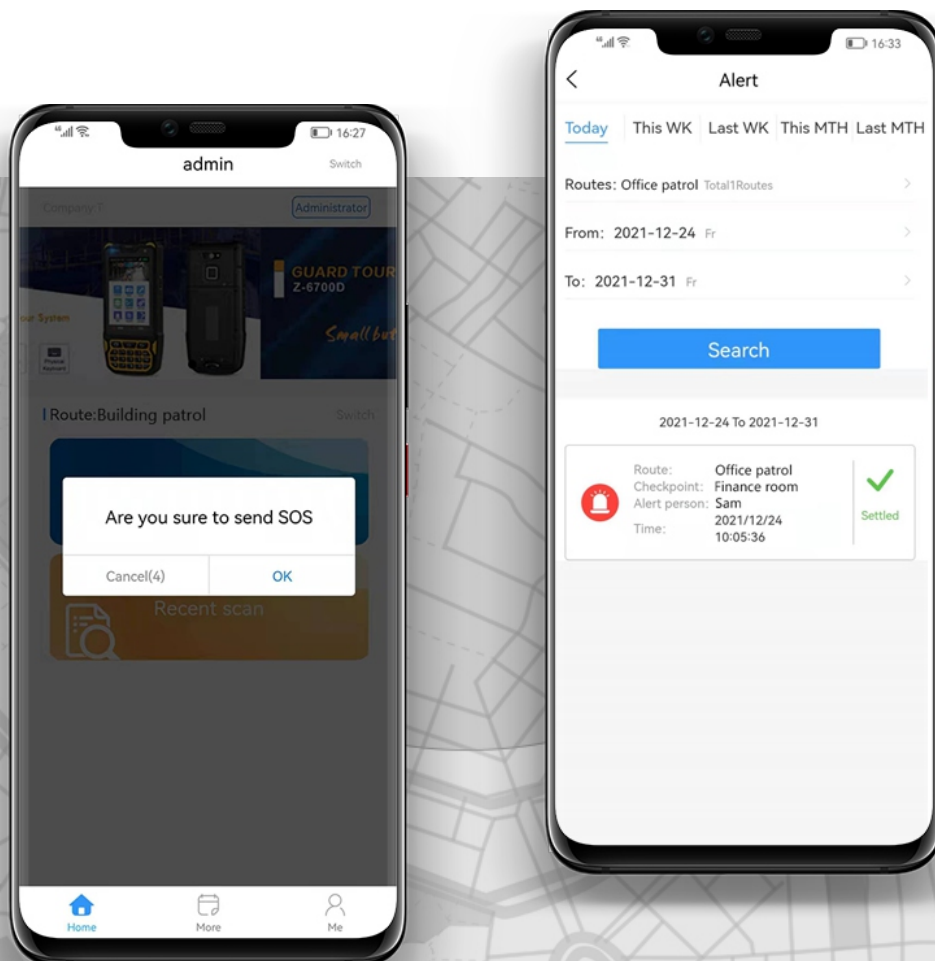 16:27
admin
Switch
Company T
Administrator
GUARD TOUR
Z-6700D
our System
Small but
Physical
Keyboard
Route:Building patrol
Switch
Are you sure to send SOS
Cancel(4)
OK
Recent scan
Home
More
Me
16:33
Alert
Today
This WK
Last WK
This MTH
Last MTH
Routes: Office patrol Total1Routes
From: 2021-12-24 Fr
To: 2021-12-31 Fr
Search
2021-12-24 To 2021-12-31
Route: Office patrol
Checkpoint: Finance room
Alert person: Sam
Time: 2021/12/24
10:05:36
Settled